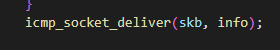 }
icmp_socket_deliver(skb, info);